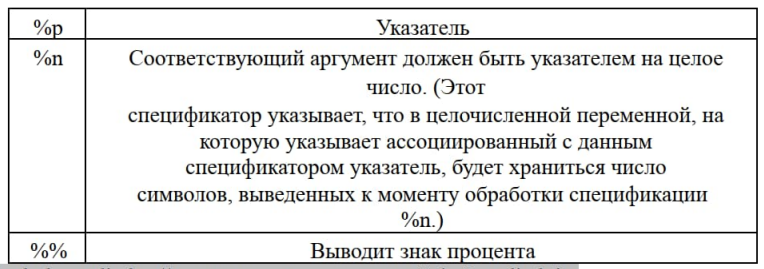 %p Указатель
%n Соответствующий аргумент должен быть указателем на целое
число. (Этот
спецификатор указывает, что в целочисленной переменной, на
которую указывает ассоциированный с данным
спецификатором указатель, будет храниться число
символов, выведенных к моменту обработки спецификации
%n.)
%% Выводит знак процента